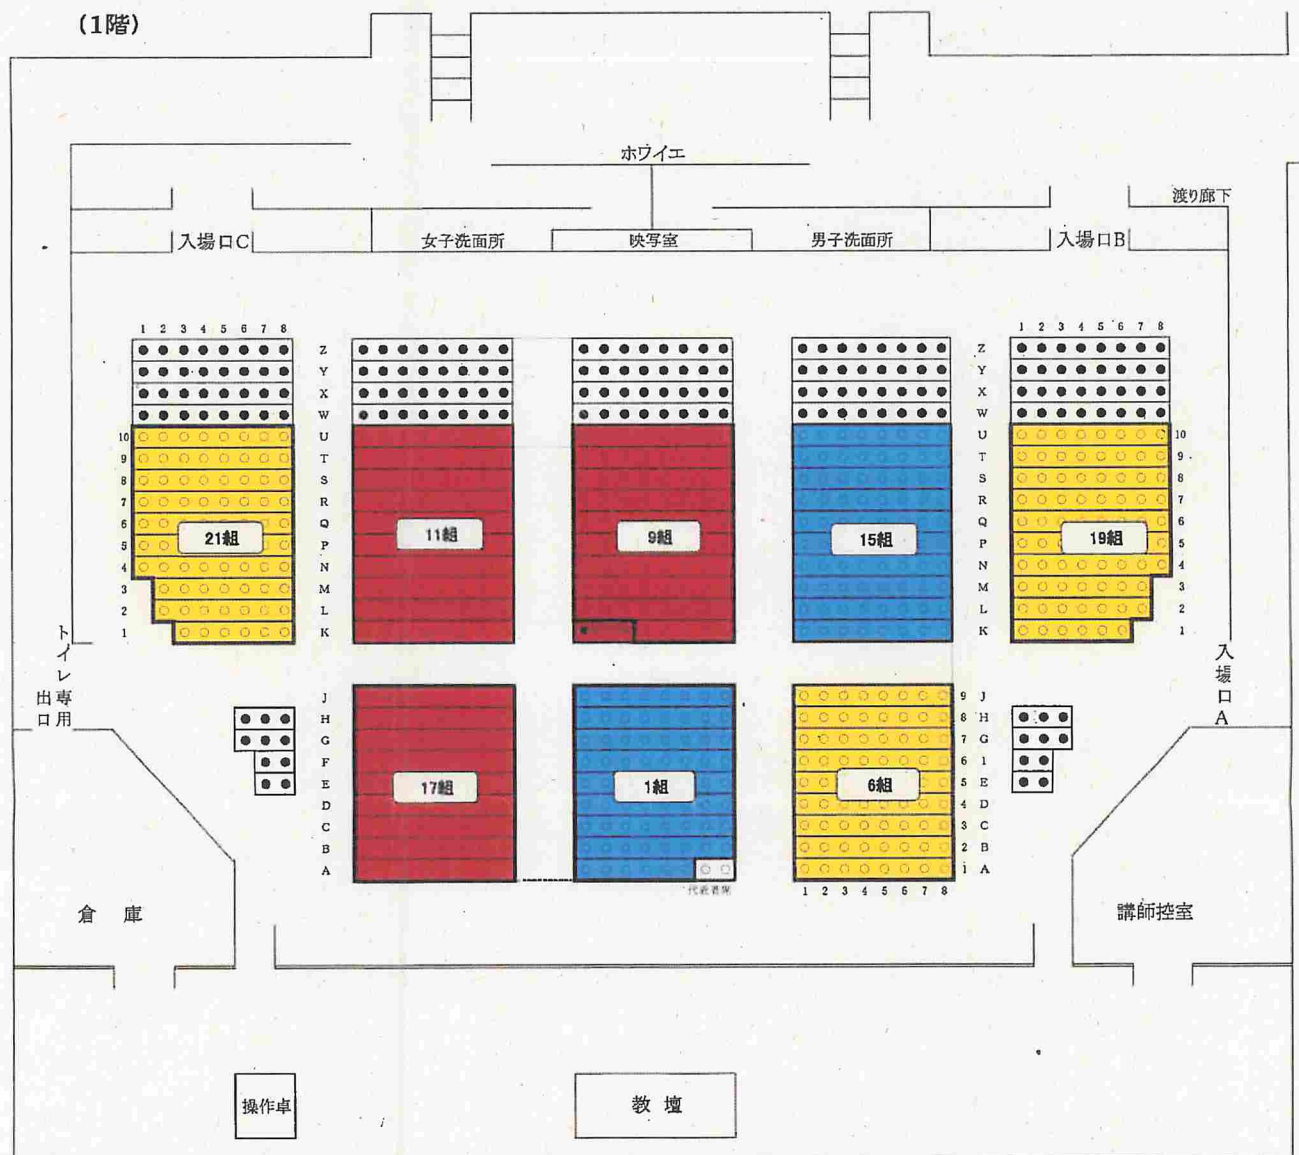 (1階)
ホワイエ
渡り廊下
入場口C
女子洗面所
映写室
男子洗面所
入場口B
1 2 3 4 5 6 7 8
1 2 3 4 5 6 7 8
Z
Z
Y
Y
X
X
W
W
10 U
U 10
9 T
T 9
8 S
S 8
7 R
R 7
6 Q
Q 6
5 P
P 5
21組
11組
9組
15組
19組
4 N
N 4
3 M
M 3
2 L
L 2
1 K
K 1
トイレ専用
出口
入場口A
J
9 J
H
8 H
G
7 G
F
6 1
E
5 E
17組
1組
6組
D
4 D
C
3 C
B
2 B
A
1 A
代表者席
1 2 3 4 5 6 7 8
倉庫
講師控室
操作卓
教壇